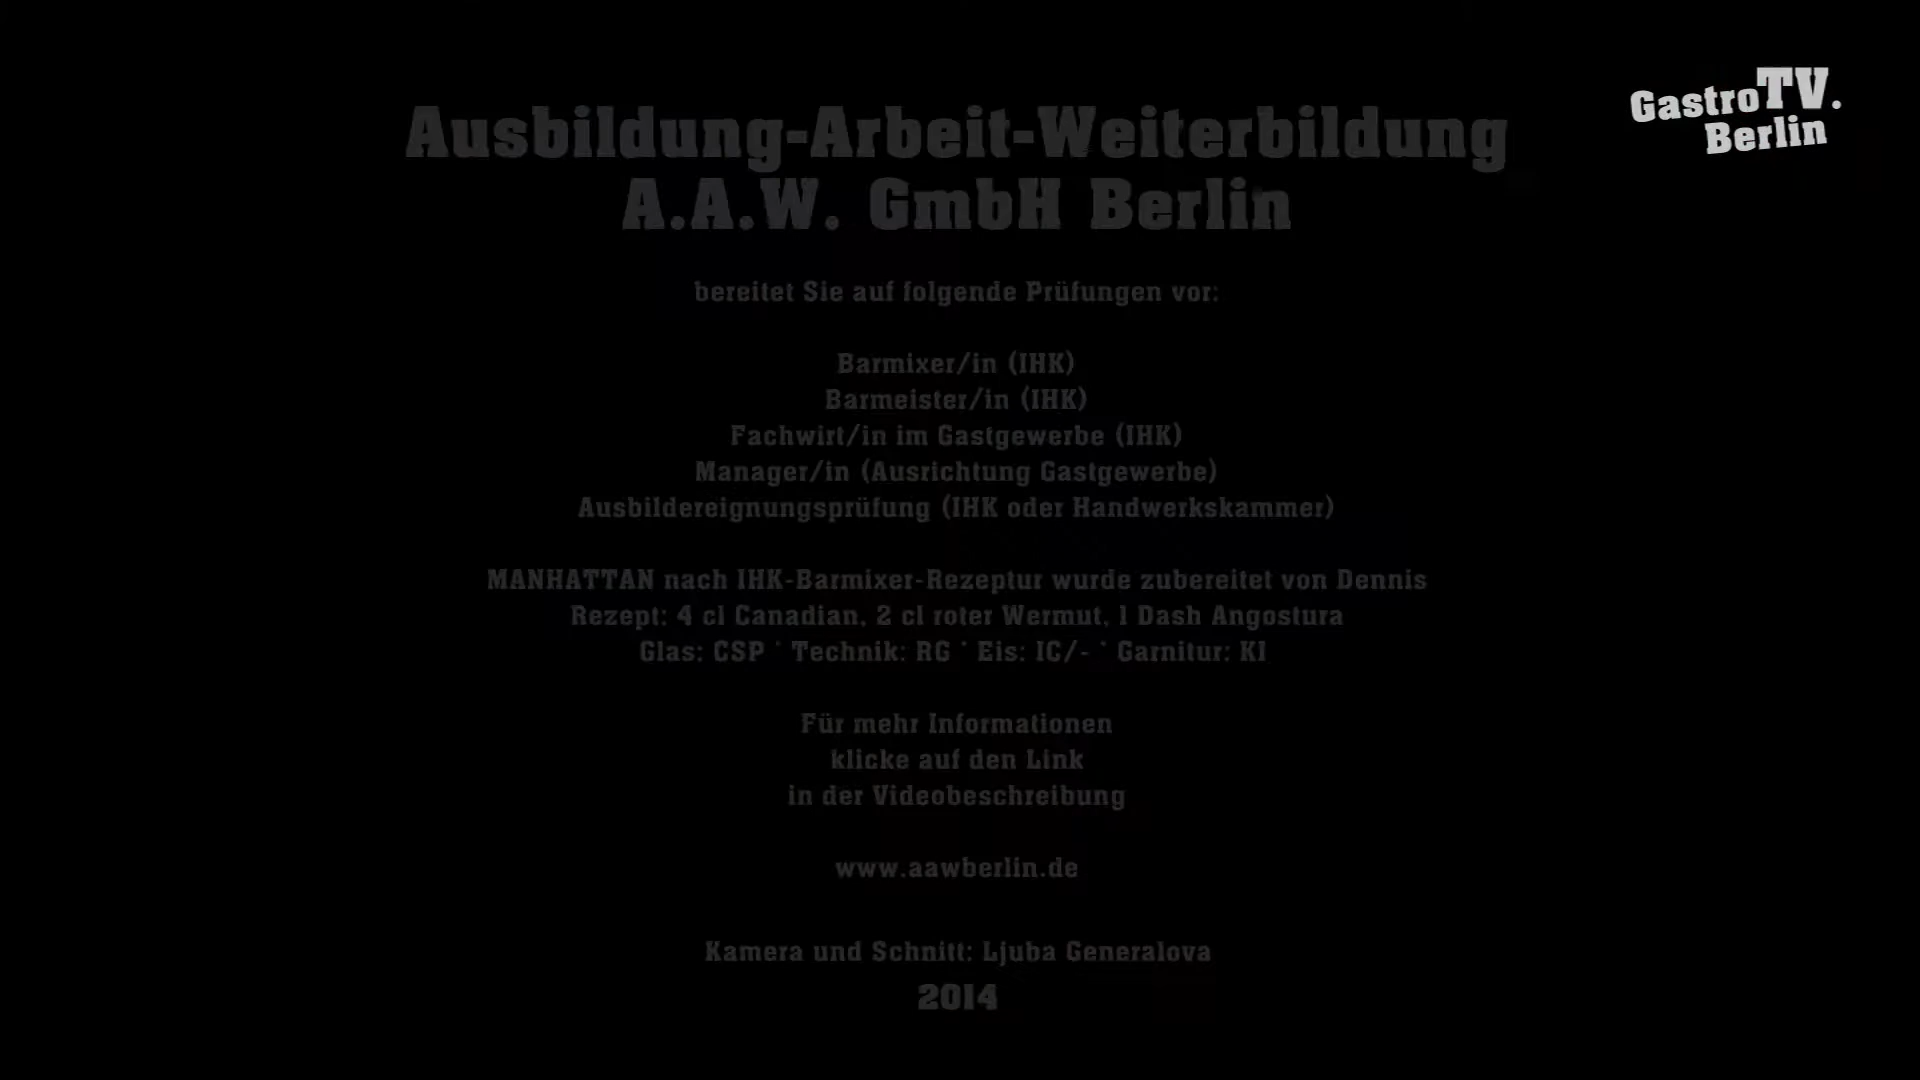 GastroTV.
Berlin
Ausbildung-Arbeit-Weiterbildung
A.A.W. GmbH Berlin
bereitet Sie auf folgende Prüfungen vor:
Barmixer/in (IHK)
Barmeister/in (IHK)
Fachwirt/in im Gastgewerbe (IHK)
Manager/in (Ausrichtung Gastgewerbe)
Ausbildereignungsprüfung (IHK oder Handwerkskammer)
MANHATTAN nach IHK-Barmixer-Rezeptur wurde zubereitet von Dennis
Rezept: 4 cl Canadian, 2 cl roter Wermut, 1 Dash Angostura
Glas: CSP * Technik: RG * Eis: IC/- * Garnitur: KI
Für mehr Informationen
klicke auf den Link
in der Videobeschreibung
www.aawberlin.de
Kamera und Schnitt: Ljuba Generalova
2014